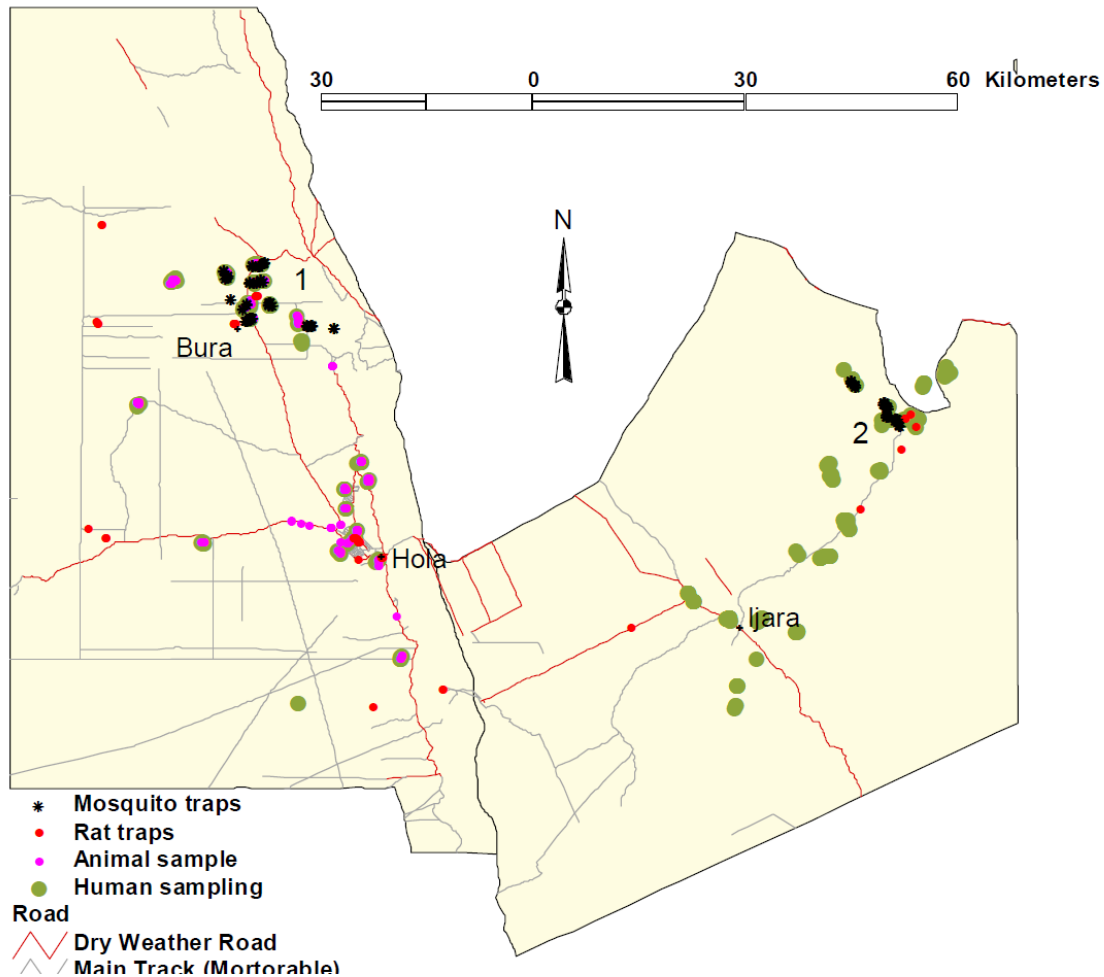 30 0 30 60 Kilometers
N
1
Bura
2
Hola
Ijara
Mosquito traps
Rat traps
Animal sample
Human sampling
Road
Dry Weather Road
Main Track (Mortorable)